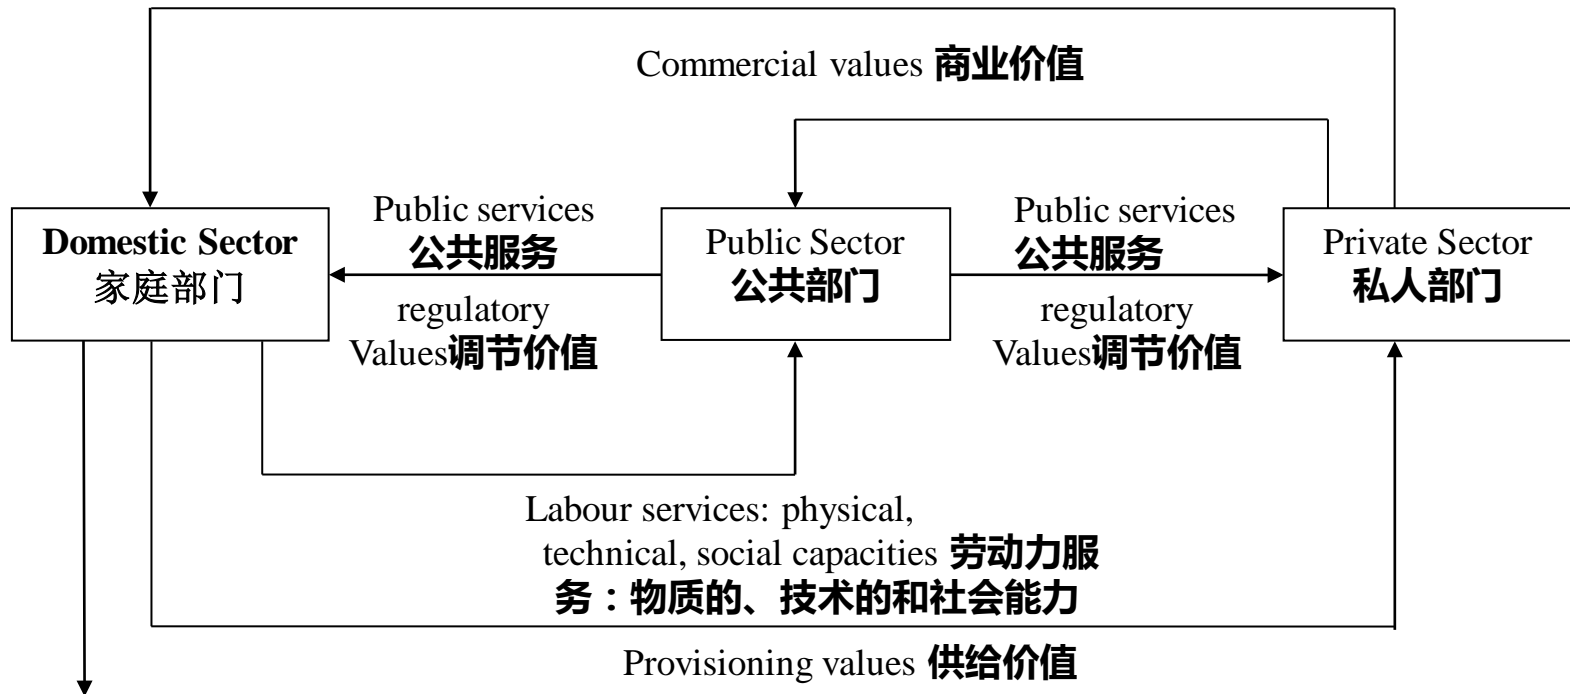 Commercial values 商业价值
Domestic Sector
家庭部门
Public services
公共服务
regulatory
Values调节价值
Public Sector
公共部门
Public services
公共服务
regulatory
Values调节价值
Private Sector
私人部门
Labour services: physical,
technical, social capacities 劳动力服
务：物质的、技术的和社会能力
Provisioning values 供给价值